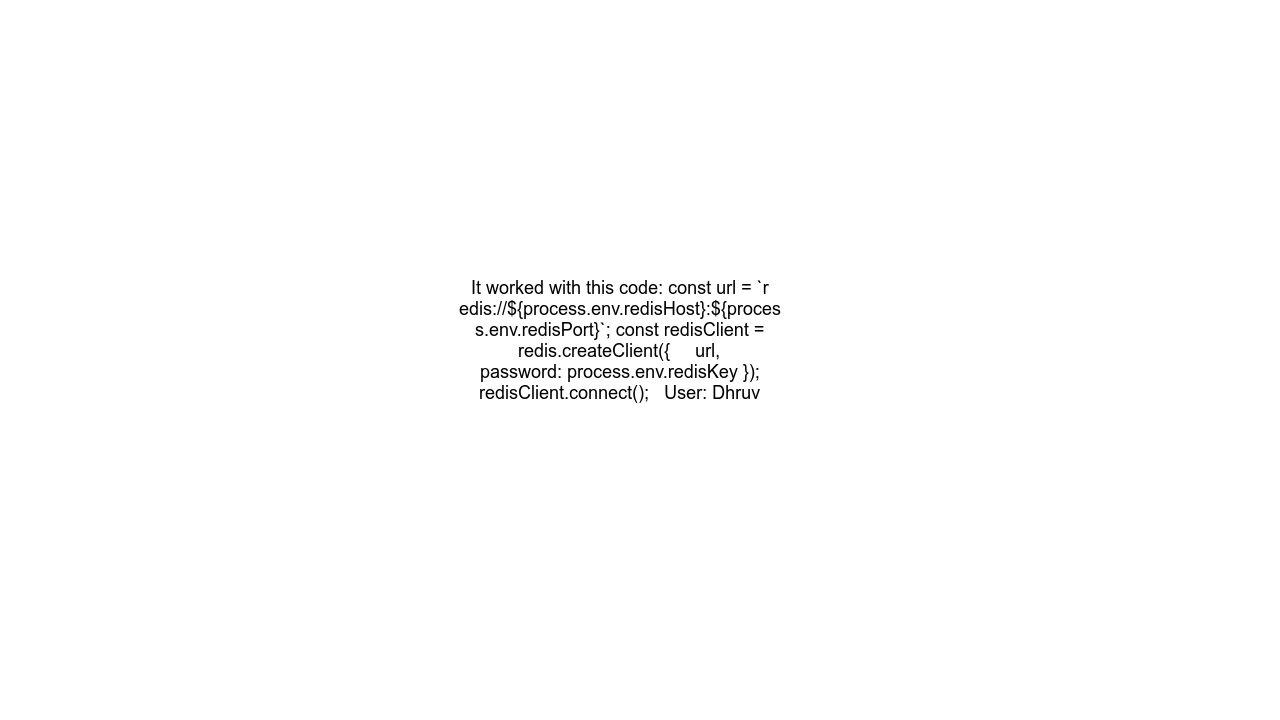 It worked with this code: const url = `r
edis://${process.env.redisHost}:${proces
s.env.redisPort}`; const redisClient =
redis.createClient({     url,
password: process.env.redisKey });
redisClient.connect();   User: Dhruv